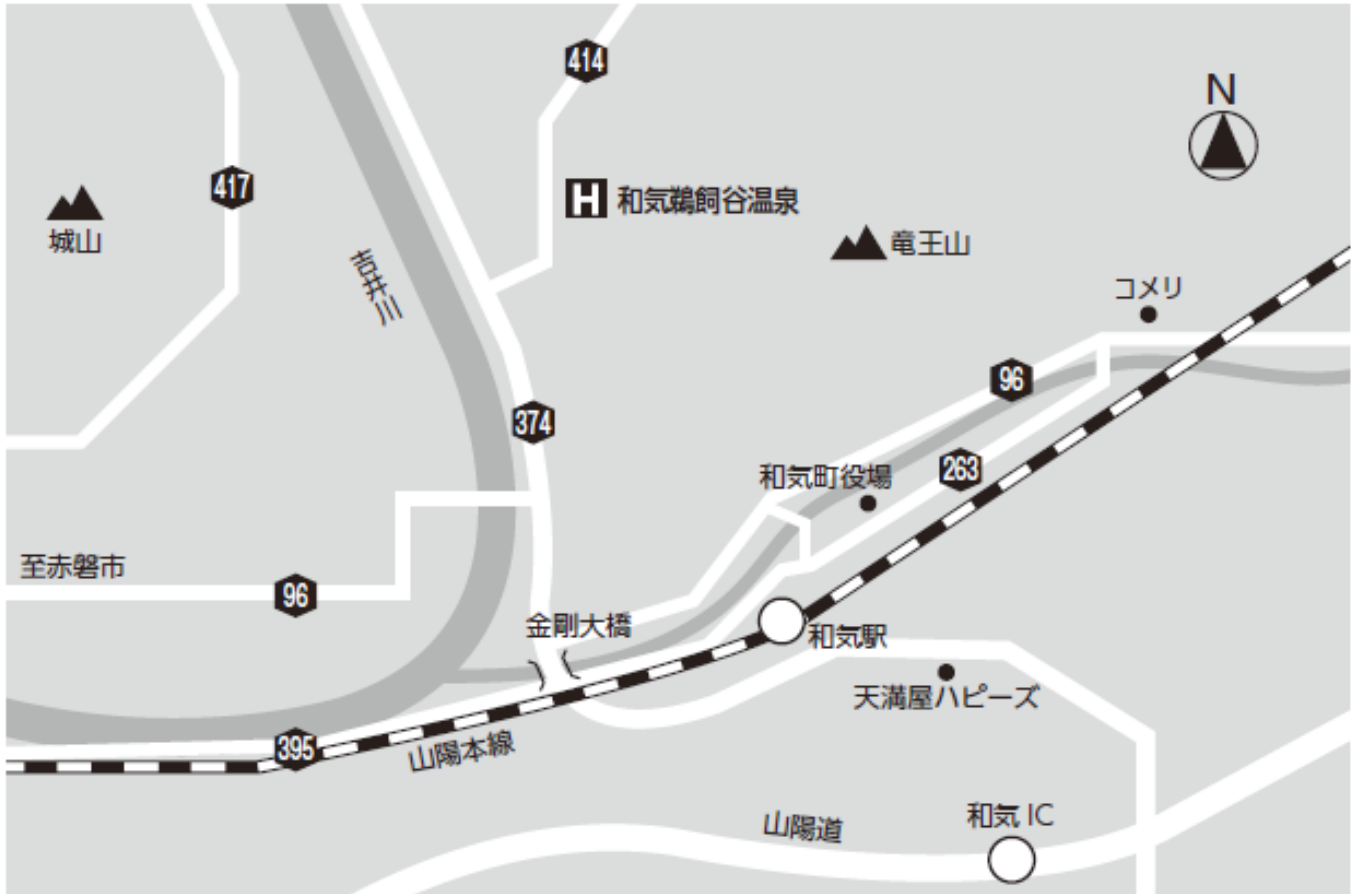 414
N
417
H 和気鵜飼谷温泉
城山
竜王山
吉井川
コメリ
96
374
263
和気町役場
至赤磐市
96
金剛大橋
和気駅
天満屋ハピーズ
395
山陽本線
山陽道
和気 IC